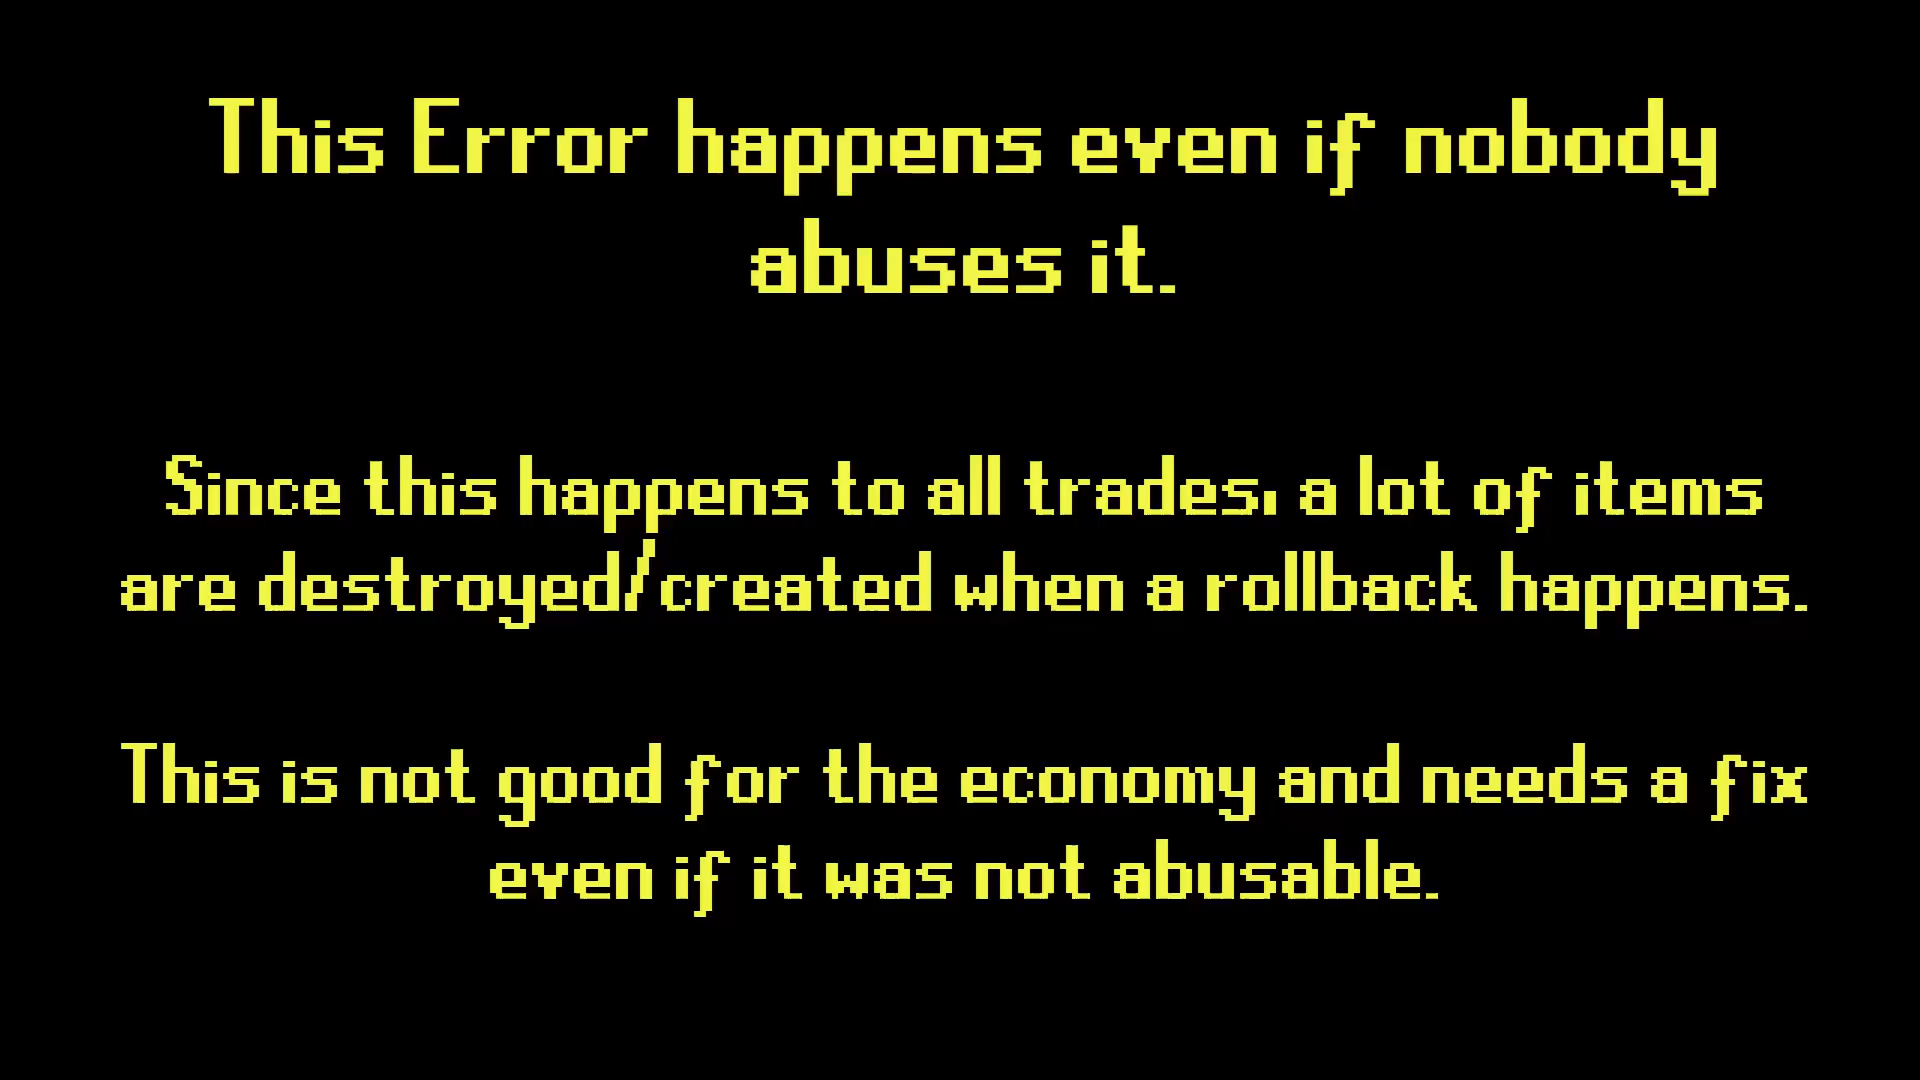 This Error happens even if nobody
abuses it.
Since this happens to all trades, a lot of items
are destroyed/created when a rollback happens.
This is not good for the economy and needs a fix
even if it was not abusable.